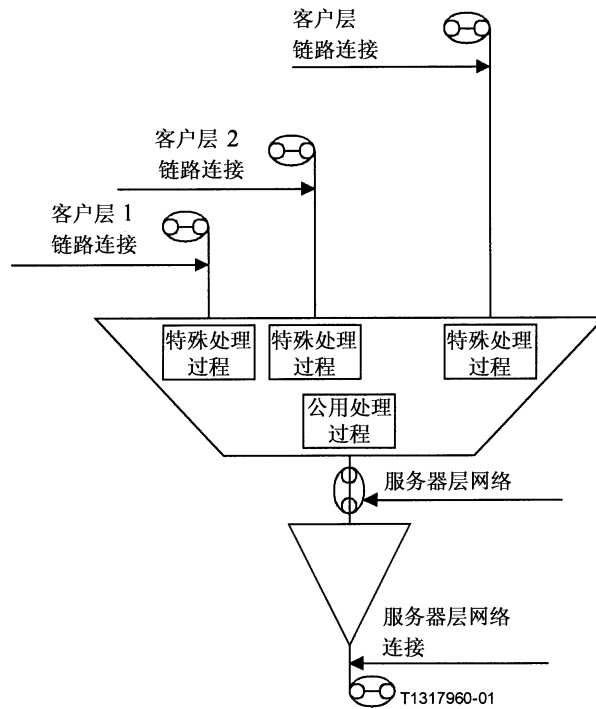 客户层
链路连接
客户层 2
链路连接
客户层 1
链路连接
特殊处理
过程
特殊处理
过程
特殊处理
过程
公用处理
过程
服务器层网络
服务器层网络
连接
T1317960-01